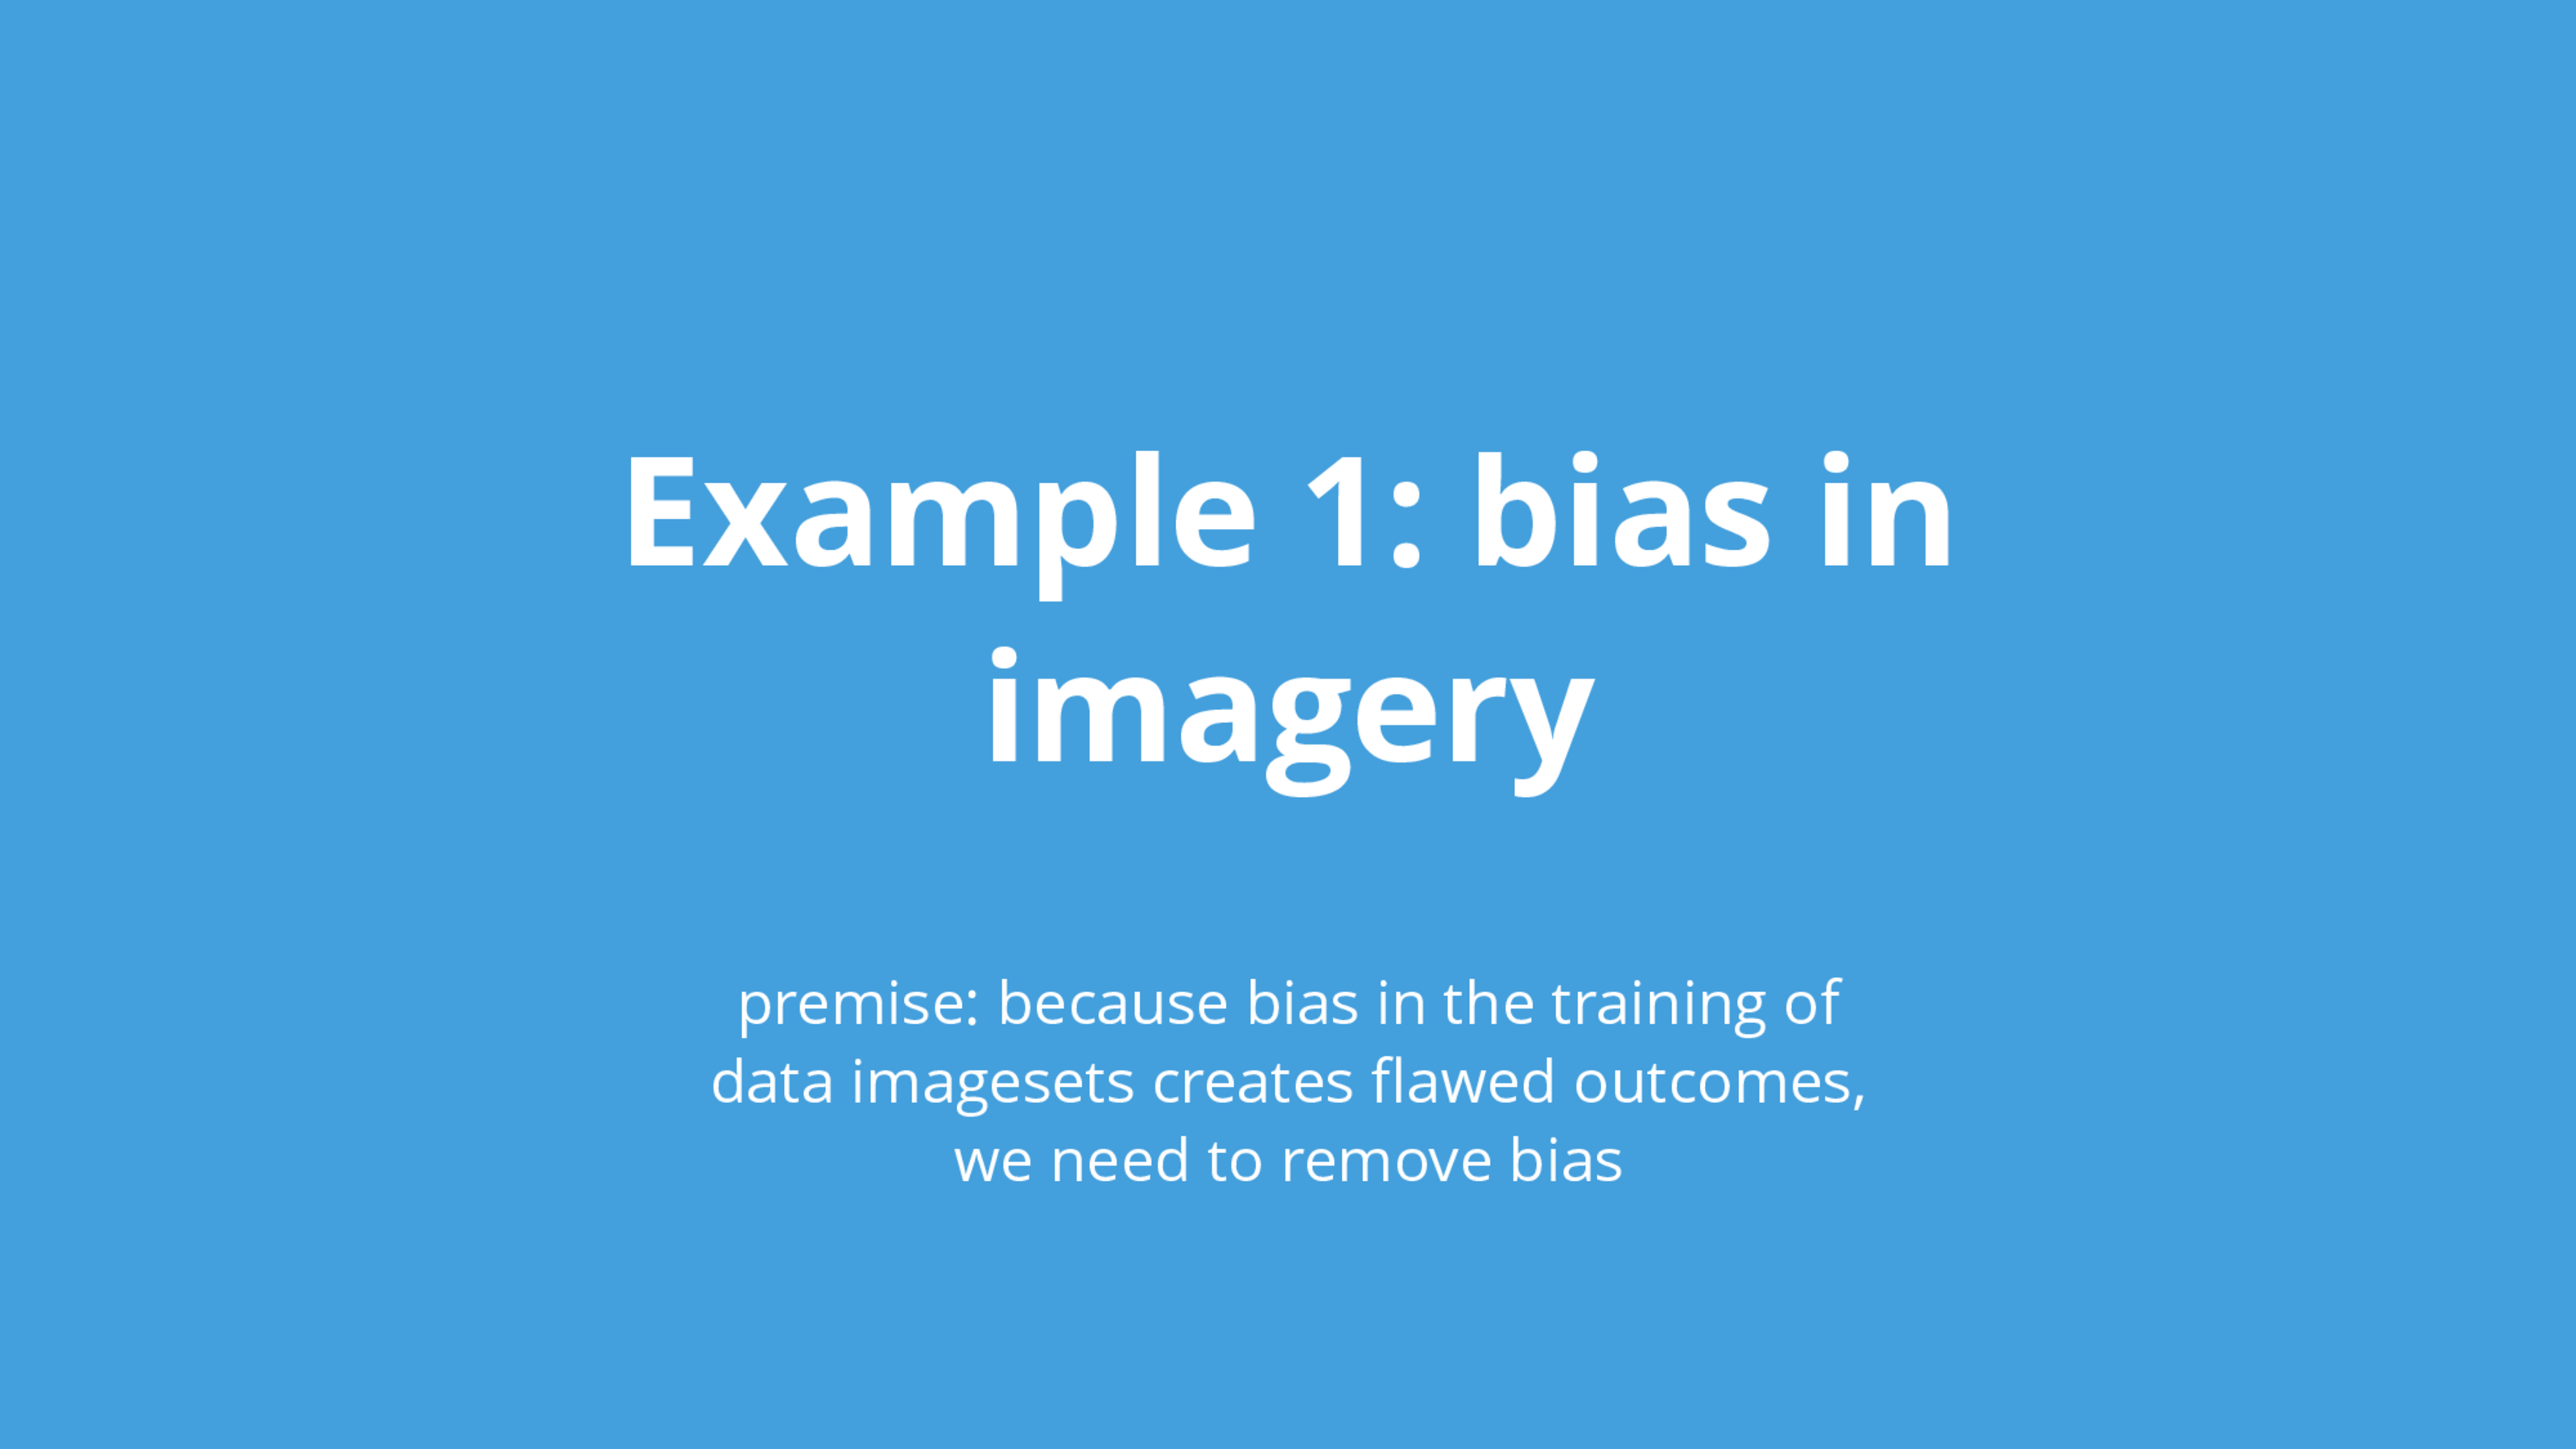 Example 1: bias in
imagery
premise: because bias in the training of
data imagesets creates flawed outcomes,
we need to remove bias